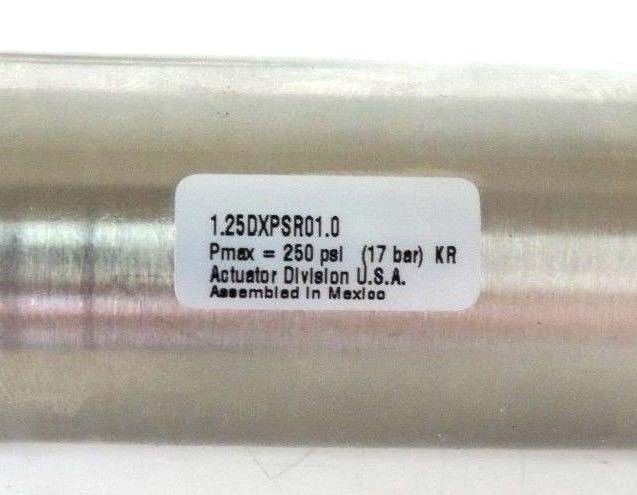 1.25DXPSR01.0
Pmax = 250 psi (17 bar) KR
Actuator Division U.S.A.
Assembled in Mexico